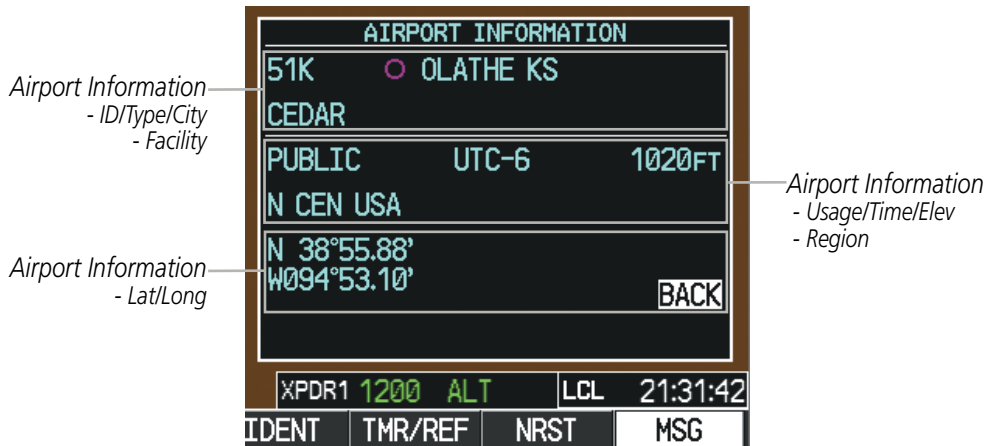 AIRPORT INFORMATION
51K O OLATHE KS
CEDAR
PUBLIC UTC-6 1020FT
N CEN USA
N 38°55.88'
W094°53.10'
BACK
XPDR1 1200 ALT LCL 21:31:42
IDENT TMR/REF NRST MSG
Airport Information
- ID/Type/City
- Facility
Airport Information
- Usage/Time/Elev
- Region
Airport Information
- Lat/Long